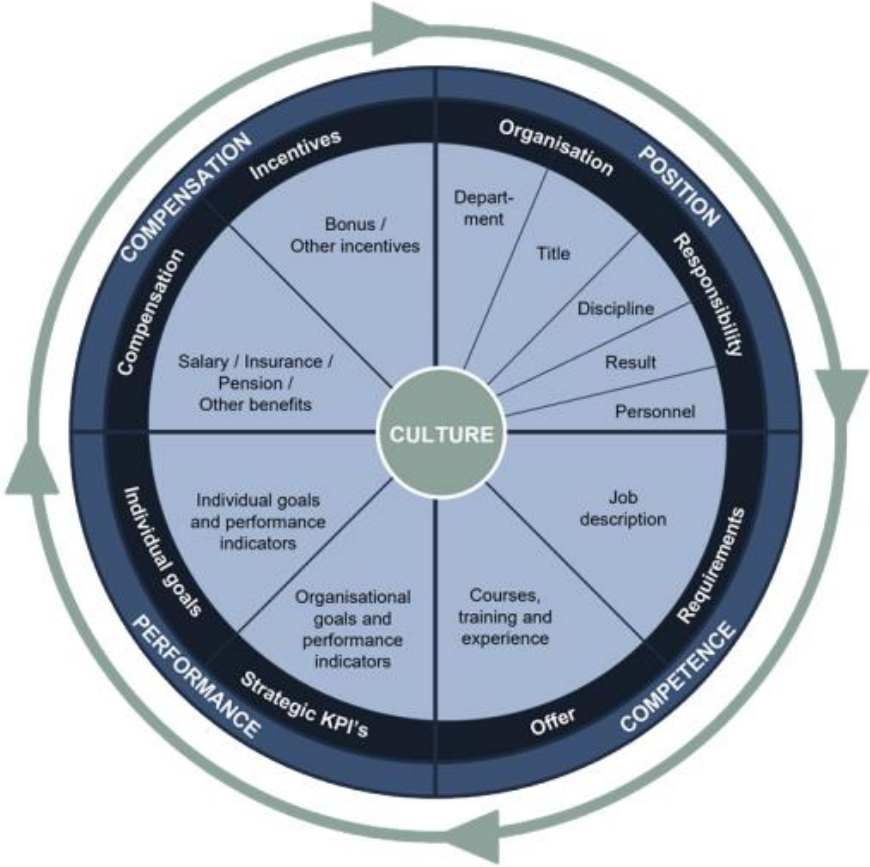 COMPENSATION
POSITION
Incentives
Organisation
Depart-
ment
Bonus /
Other incentives
Title
Compensation
Responsibility
Discipline
Salary / Insurance /
Pension /
Other benefits
Result
Personnel
CULTURE
Individual goals
Individual goals
and performance
indicators
Job
description
Requirements
Organisational
goals and
performance
indicators
Courses,
training and
experience
PERFORMANCE
COMPETENCE
Strategic KPI's
Offer